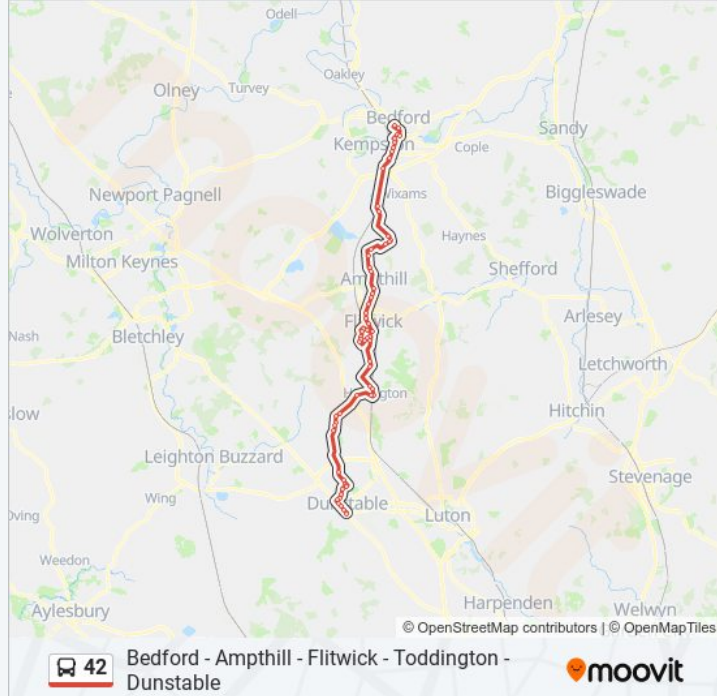 Odell
Oakley
Olney
Turvey
Bedford
Sandy
Kempston
Cople
Wixams
Biggleswade
Newport Pagnell
Wolverton
Haynes
Milton Keynes
Shefford
Ampthill
Flitwick
Arlesey
Nash
Bletchley
Letchworth
Hitchin
slow
Leighton Buzzard
Stevenage
Wing
Dunstable
Luton
Oving
Weedon
Harpenden
Welwyn
Aylesbury
© OpenStreetMap contributors | © OpenMapTiles
42
Bedford - Ampthill - Flitwick - Toddington -
Dunstable
moovit